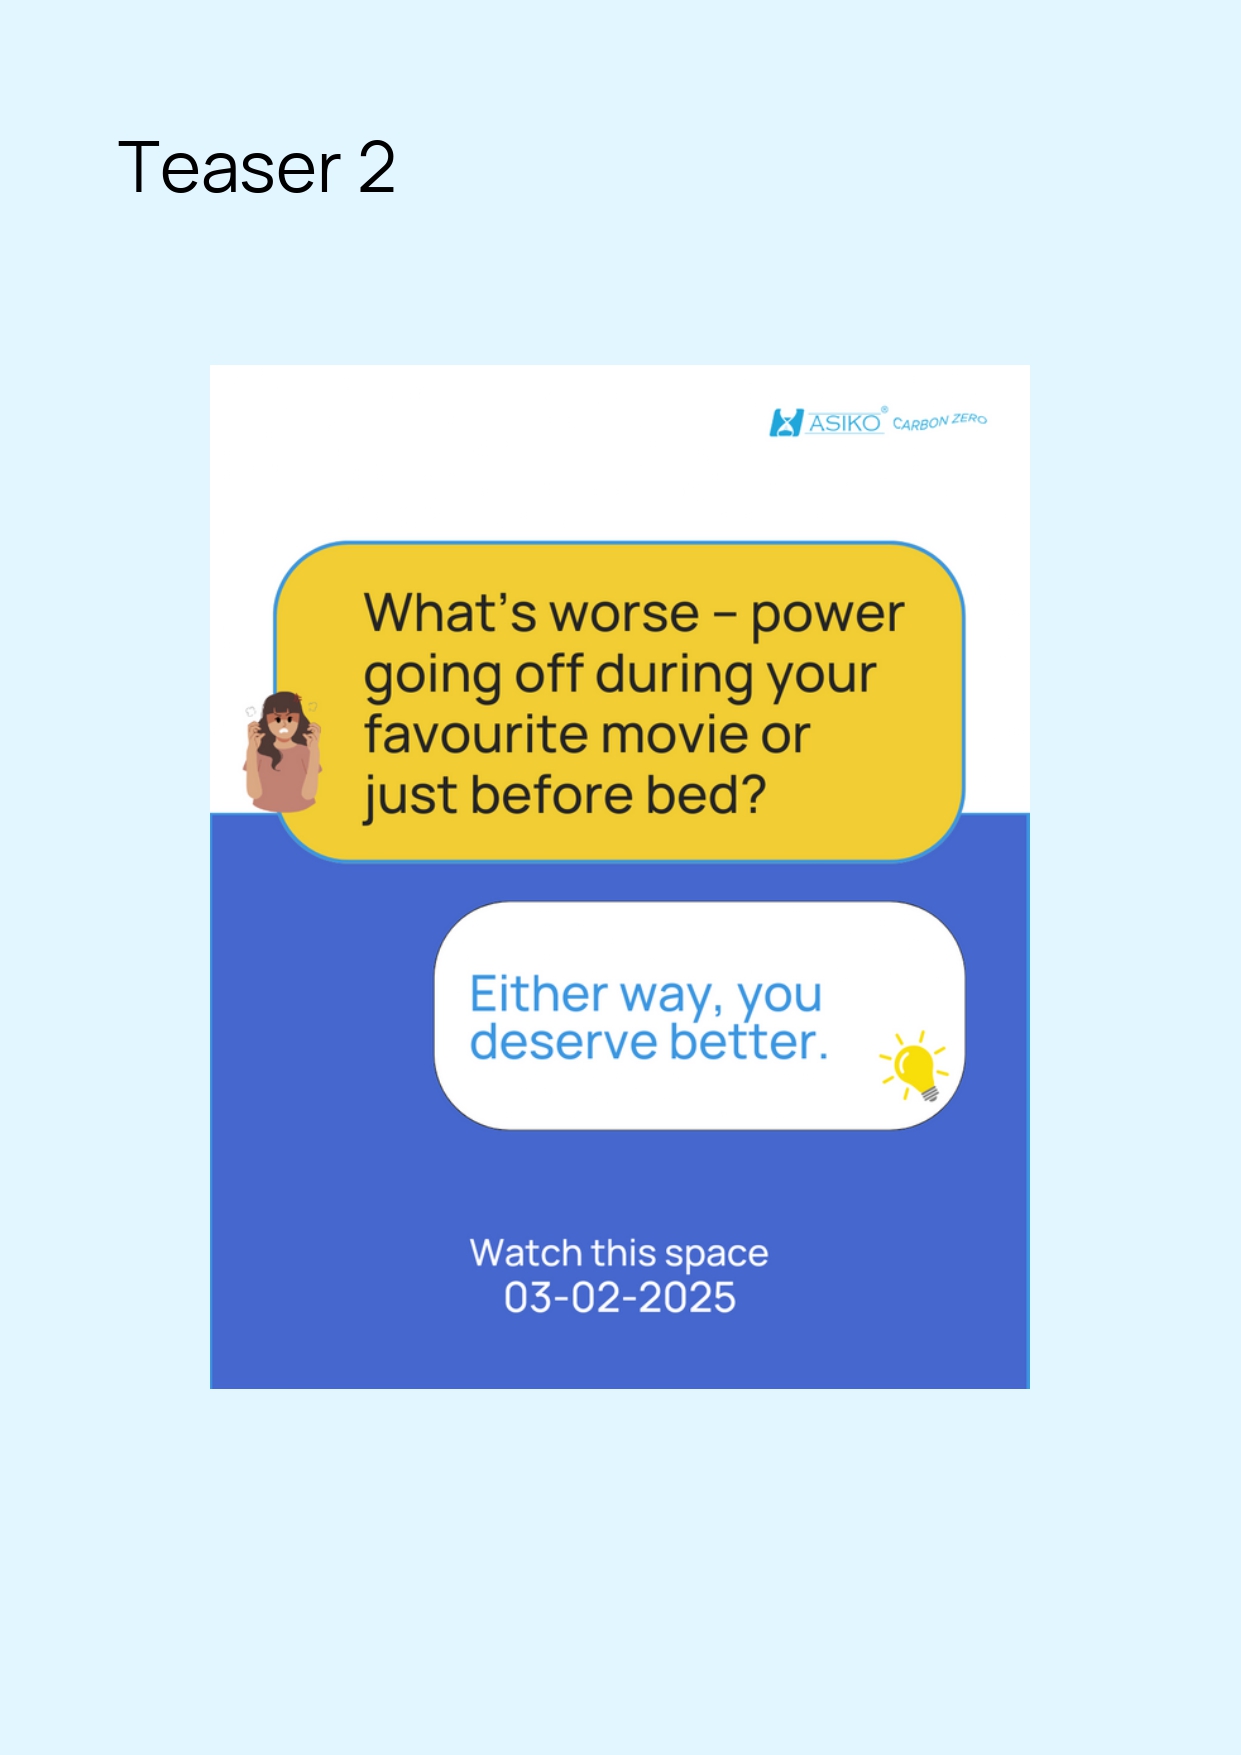 Teaser 2
ASIKO® CARBON ZERO
What's worse – power
going off during your
favourite movie or
just before bed?
Either way, you
deserve better.
Watch this space
03-02-2025